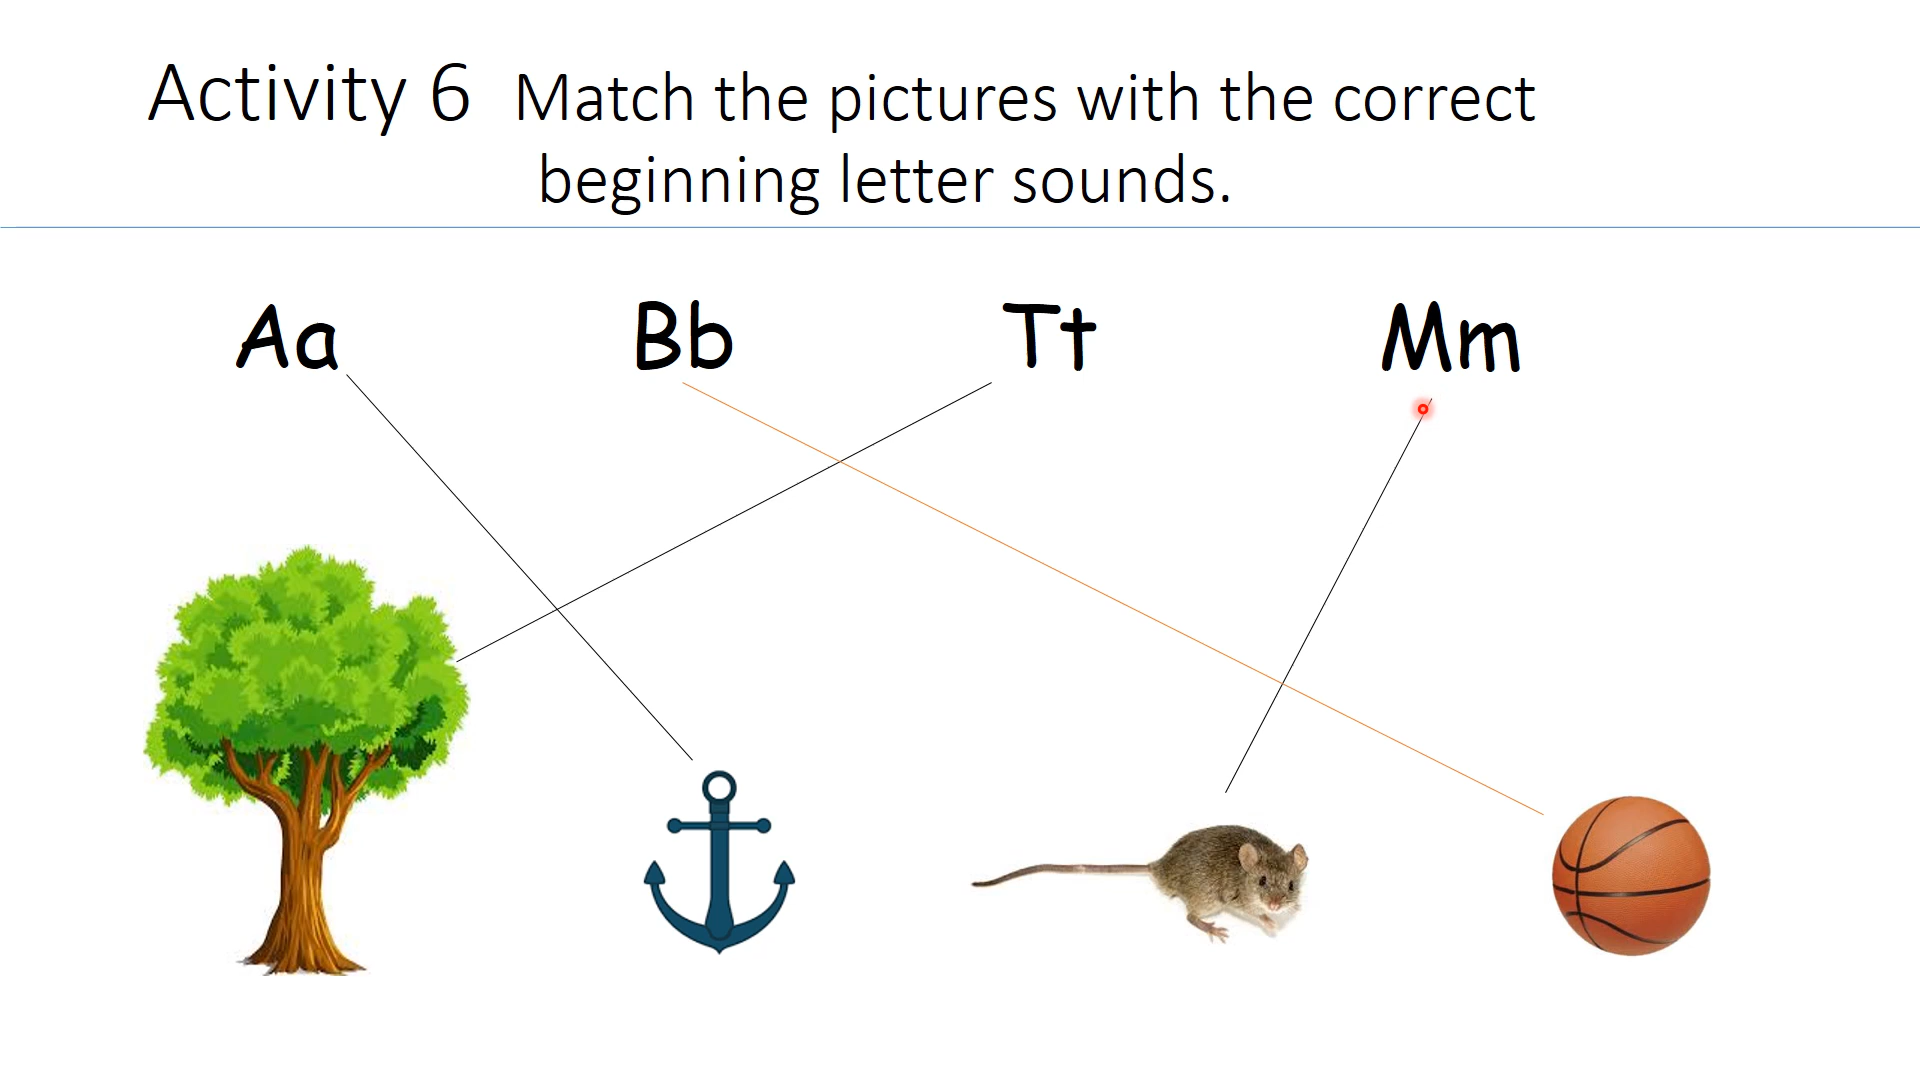 Activity 6 Match the pictures with the correct
beginning letter sounds.
Aa Bb Tt Mm